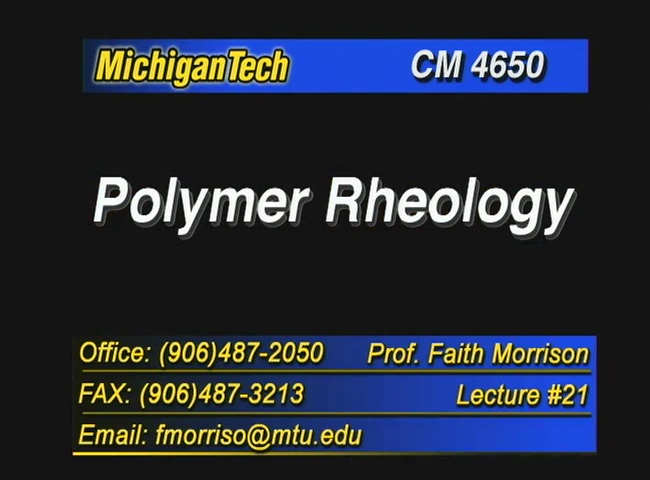 MichiganTech CM 4650
Polymer Rheology
Office: (906)487-2050 Prof. Faith Morrison
FAX: (906)487-3213 Lecture #21
Email: fmorriso@mtu.edu